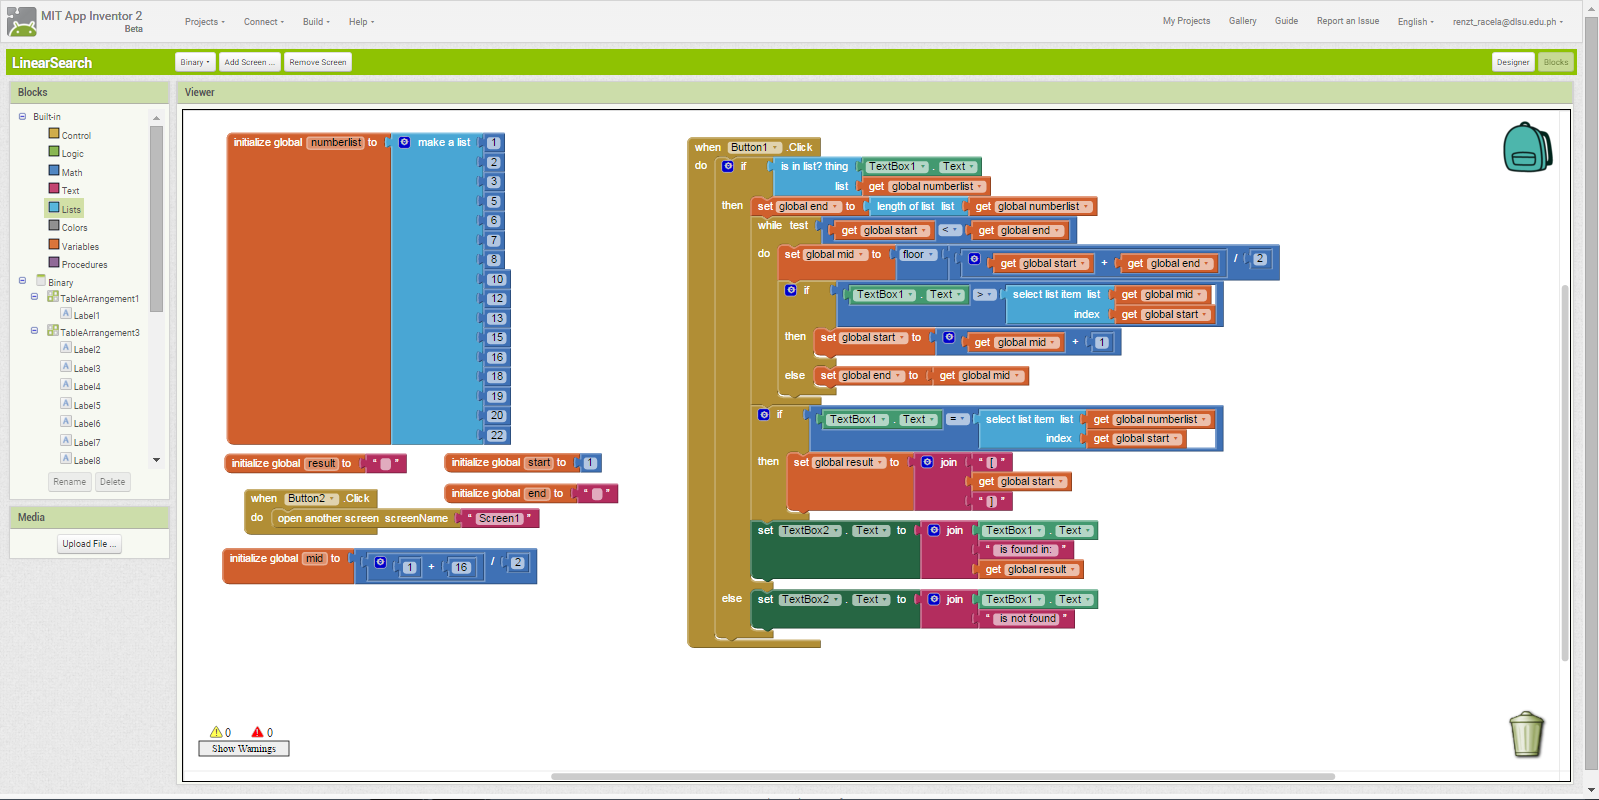 MIT App Inventor 2
Beta
Projects Connect Build Help
My Projects Gallery Guide Report an Issue English renzt_racela@dlsu.edu.ph
LinearSearch
Binary Add Screen ... Remove Screen
Designer Blocks
Blocks
Viewer
Built-in
Control
Logic
Math
Text
Lists
Colors
Variables
Procedures
Binary
TableArrangement1
Label1
TableArrangement3
Label2
Label3
Label4
Label5
Label6
Label7
Label8
Rename Delete
Media
Upload File ...
initialize global numberlist to make a list 1
2
3
5
6
7
8
10
12
13
15
16
18
19
20
22
initialize global result to " "
initialize global start to 1
initialize global end to " "
when Button2 .Click
do open another screen screenName " Screen1 "
initialize global mid to 1 + 16 / 2
when Button1 .Click
do if is in list? thing TextBox1 . Text
list get global numberlist
then set global end to length of list list get global numberlist
while test get global start < get global end
do set global mid to floor get global start + get global end / 2
if TextBox1 . Text > select list item list get global mid
index get global start
then set global start to get global mid + 1
else set global end to get global mid
if TextBox1 . Text = select list item list get global numberlist
index get global start
then set global result to join " [ "
get global start
" ] "
set TextBox2 . Text to join TextBox1 . Text
" is found in: "
get global result
else set TextBox2 . Text to join TextBox1 . Text
" is not found "
0 0
Show Warnings